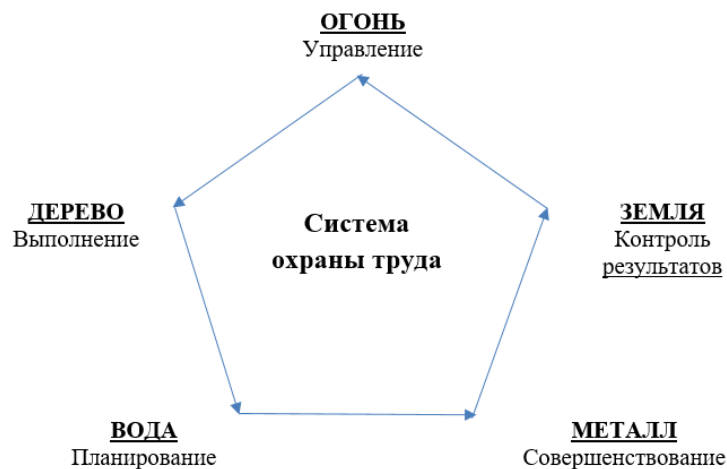 ОГОНЬ
Управление
ДЕРЕВО
Выполнение
Система
охраны труда
ЗЕМЛЯ
Контроль
результатов
ВОДА
Планирование
МЕТАЛЛ
Совершенствование